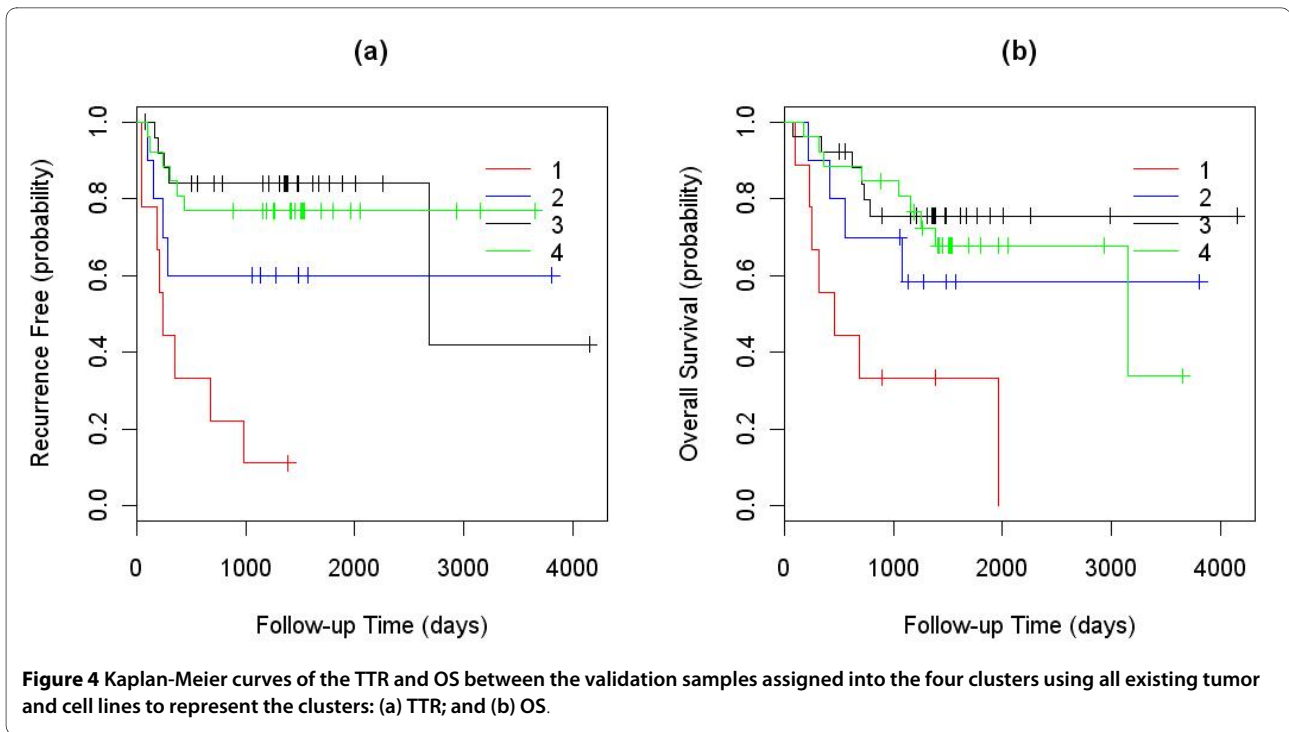 (a)
1.0
0.8
0.6
0.4
0.2
0.0
Recurrence Free (probability)
1
2
3
4
0 1000 2000 3000 4000
Follow-up Time (days)
(b)
1.0
0.8
0.6
0.4
0.2
0.0
Overall Survival (probability)
1
2
3
4
0 1000 2000 3000 4000
Follow-up Time (days)
Figure 4 Kaplan-Meier curves of the TTR and OS between the validation samples assigned into the four clusters using all existing tumor
and cell lines to represent the clusters: (a) TTR; and (b) OS.